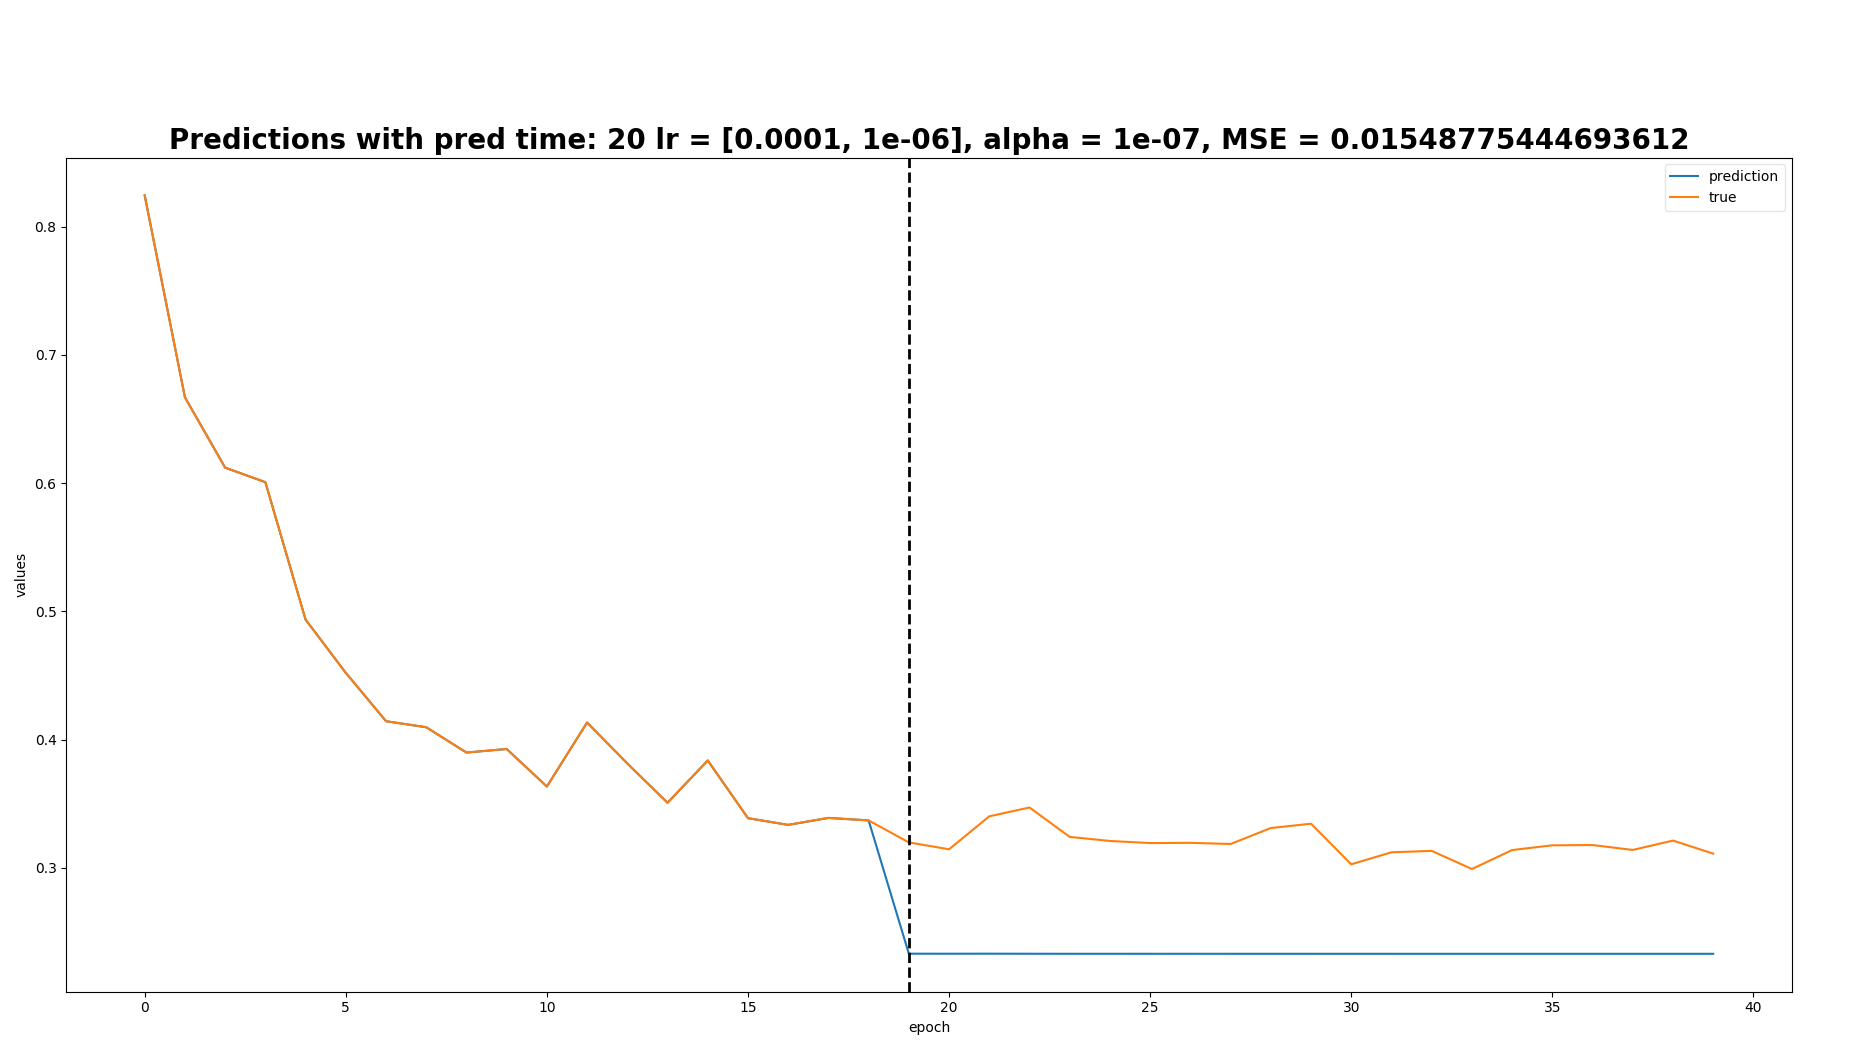 Predictions with pred time: 20 lr = [0.0001, 1e-06], alpha = 1e-07, MSE = 0.01548775444693612
prediction
true
0.8
0.7
0.6
0.5
0.4
0.3
values
0 5 10 15 20 25 30 35 40
epoch